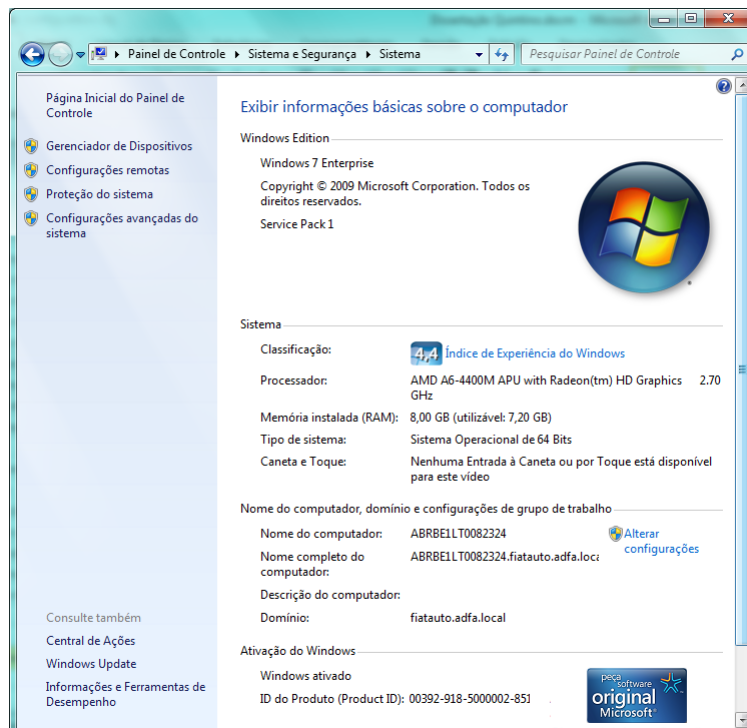 Painel de Controle ▸ Sistema e Segurança ▸ Sistema
Pesquisar Painel de Controle
Página Inicial do Painel de
Controle
Gerenciador de Dispositivos
Configurações remotas
Proteção do sistema
Configurações avançadas do
sistema
Consulte também
Central de Ações
Windows Update
Informações e Ferramentas de
Desempenho
Exibir informações básicas sobre o computador
Windows Edition
Windows 7 Enterprise
Copyright © 2009 Microsoft Corporation. Todos os
direitos reservados.
Service Pack 1
Sistema
Classificação: 4,4 Índice de Experiência do Windows
Processador: AMD A6-4400M APU with Radeon(tm) HD Graphics 2.70
GHz
Memória instalada (RAM): 8,00 GB (utilizável: 7,20 GB)
Tipo de sistema: Sistema Operacional de 64 Bits
Caneta e Toque: Nenhuma Entrada à Caneta ou por Toque está disponível
para este vídeo
Nome do computador, domínio e configurações de grupo de trabalho
Nome do computador: ABRBE1LT0082324 Alterar
configurações
Nome completo do
computador: ABRBE1LT0082324.fiatauto.adfa.loca
Descrição do computador:
Domínio: fiatauto.adfa.local
Ativação do Windows
Windows ativado
ID do Produto (Product ID): 00392-918-5000002-851
peça
software
original
Microsoft